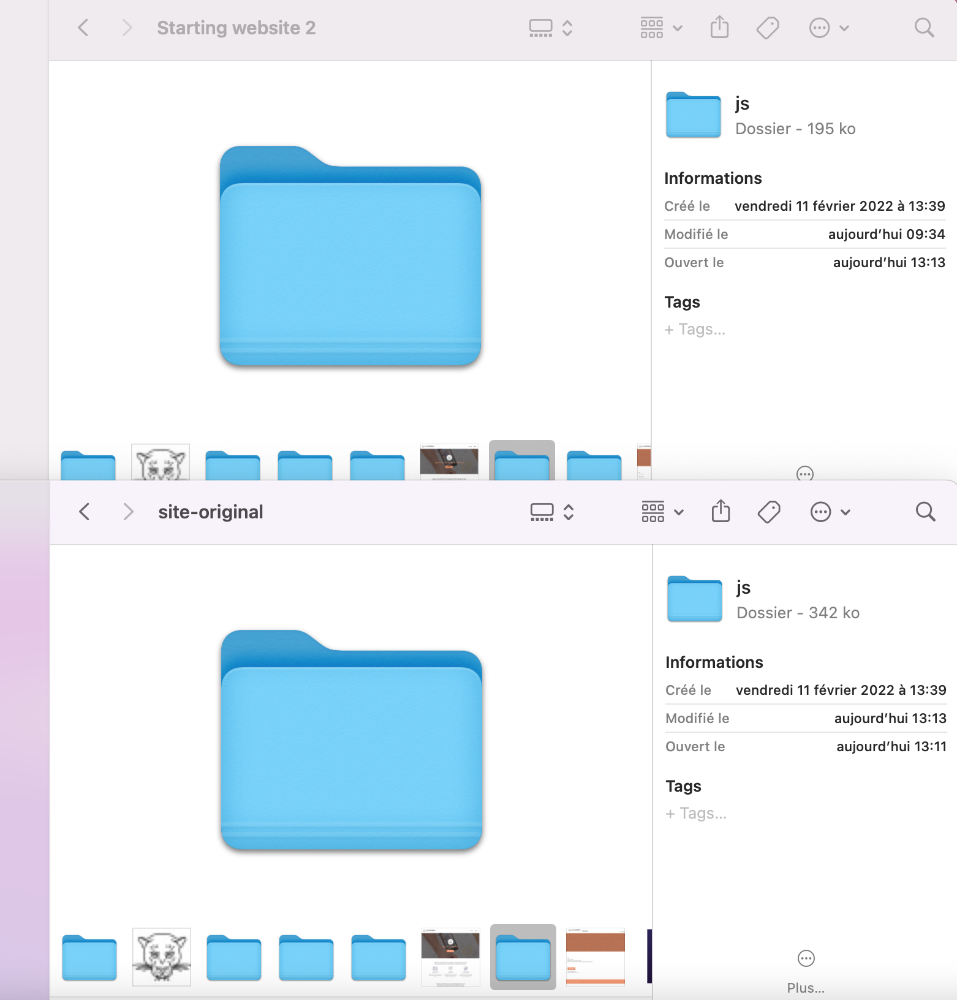 Starting website 2
js
Dossier - 195 ko
Informations
Créé le vendredi 11 février 2022 à 13:39
Modifié le aujourd’hui 09:34
Ouvert le aujourd’hui 13:13
Tags
+ Tags...
site-original
js
Dossier - 342 ko
Informations
Créé le vendredi 11 février 2022 à 13:39
Modifié le aujourd’hui 13:13
Ouvert le aujourd’hui 13:11
Tags
+ Tags...
Plus...